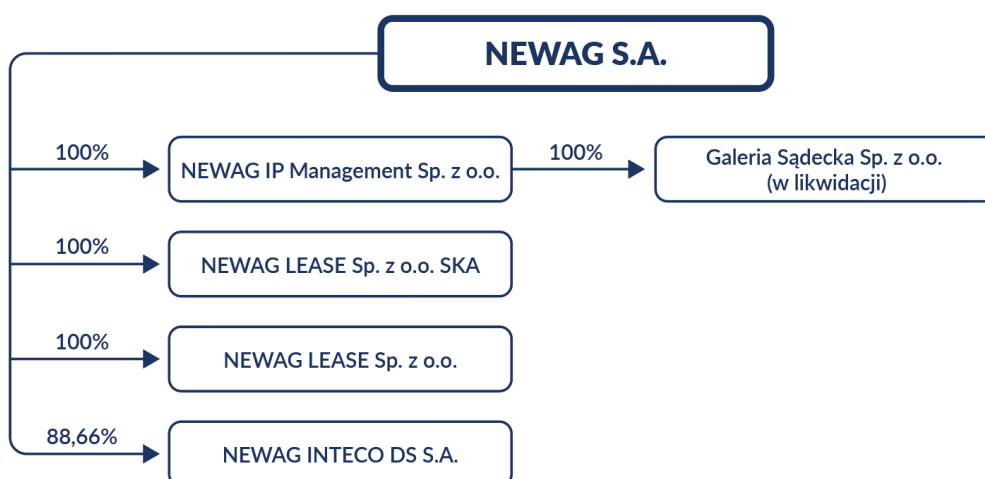 NEWAG S.A.
100%
NEWAG IP Management Sp. z o.o.
100%
Galeria Sądecka Sp. z o.o.
(w likwidacji)
100%
NEWAG LEASE Sp. z o.o. SKA
100%
NEWAG LEASE Sp. z o.o.
88,66%
NEWAG INTECO DS S.A.